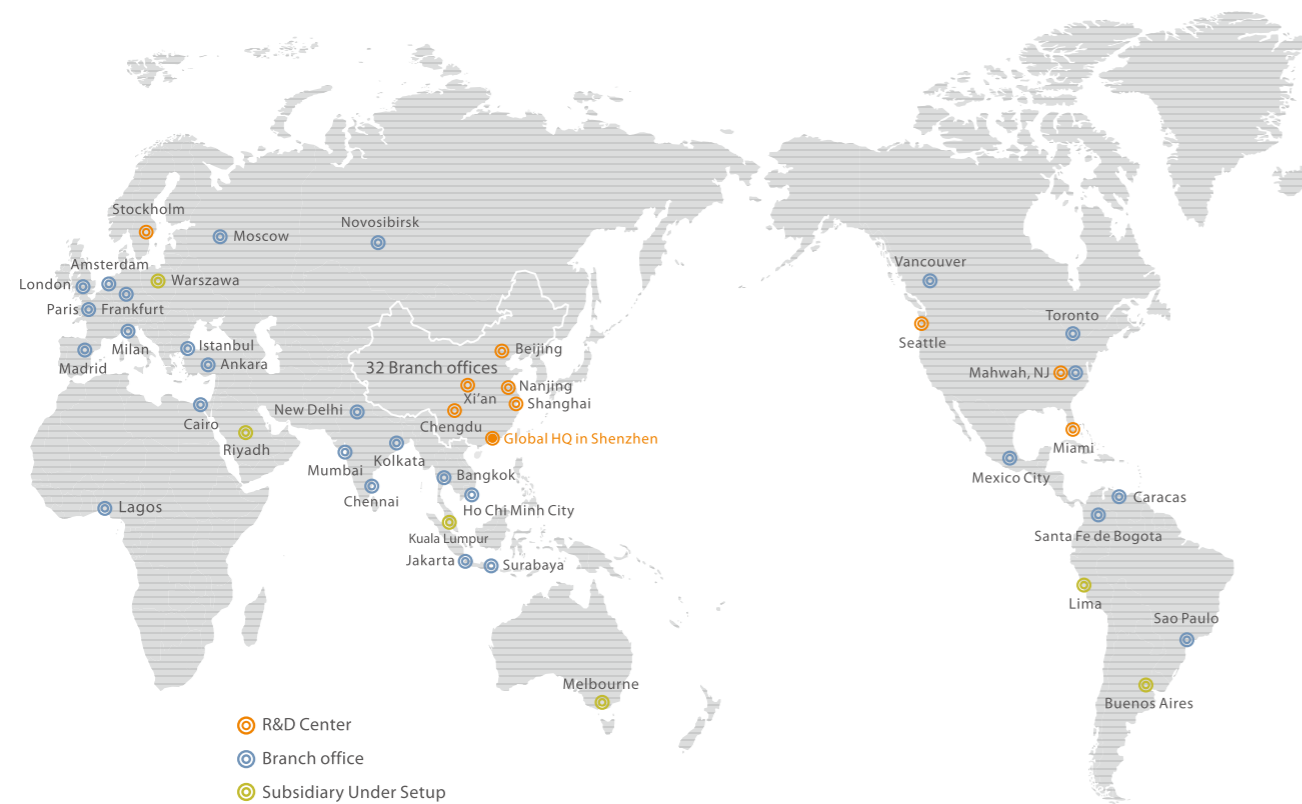 Stockholm
Novosibirsk
Moscow
Amsterdam
Vancouver
London
Warszawa
Paris
Frankfurt
Toronto
Seattle
Istanbul
Milan
Beijing
Madrid
Ankara
32 Branch offices
Mahwah, NJ
Nanjing
Xi’an
Shanghai
New Delhi
Cairo
Chengdu
Global HQ in Shenzhen
Riyadh
Miami
Kolkata
Mumbai
Bangkok
Mexico City
Chennai
Caracas
Lagos
Ho Chi Minh City
Santa Fe de Bogota
Kuala Lumpur
Jakarta
Surabaya
Lima
Sao Paulo
Melbourne
Buenos Aires
R&D Center
Branch office
Subsidiary Under Setup